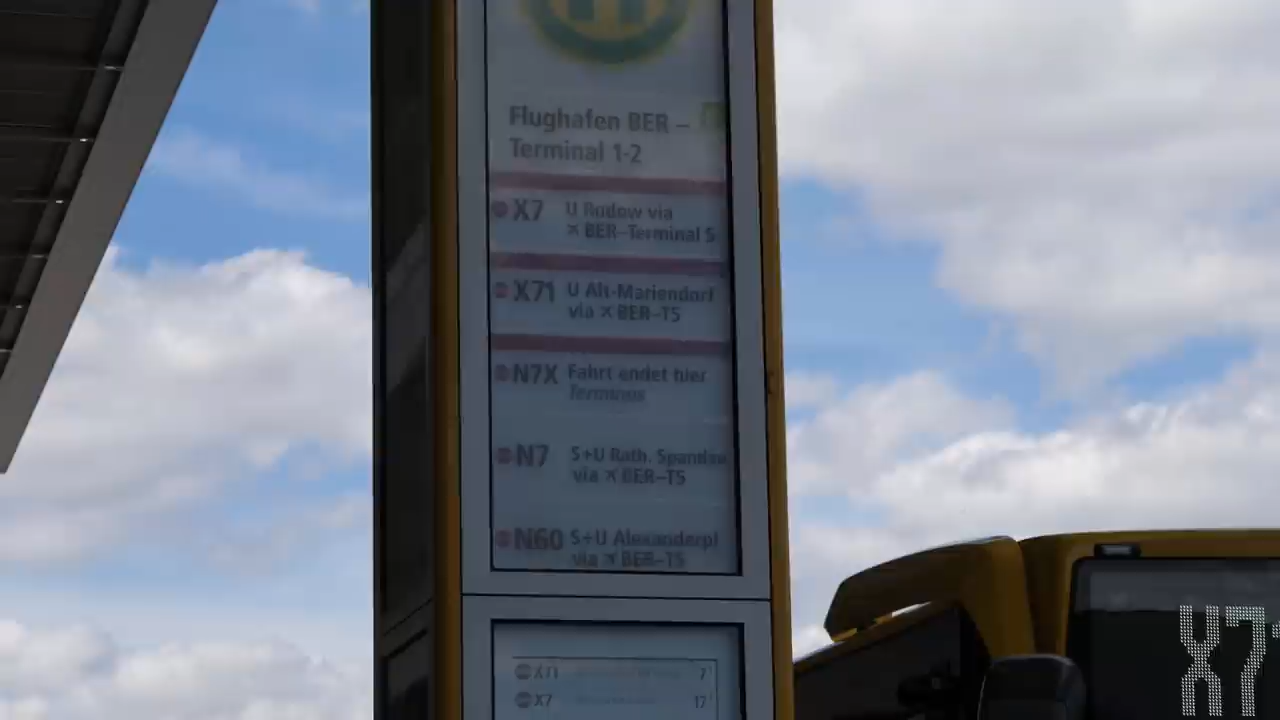 Flughafen BER –
Terminal 1-2
X7 U Rudow via
BER–Terminal 5
X71 U Alt-Mariendorf
via BER–T5
N7X Fahrt endet hier
Terminus
N7 S+U Rath. Spandau
via BER–T5
N60 S+U Alexanderpl
via BER–T5
X71 7
X7 17
X7